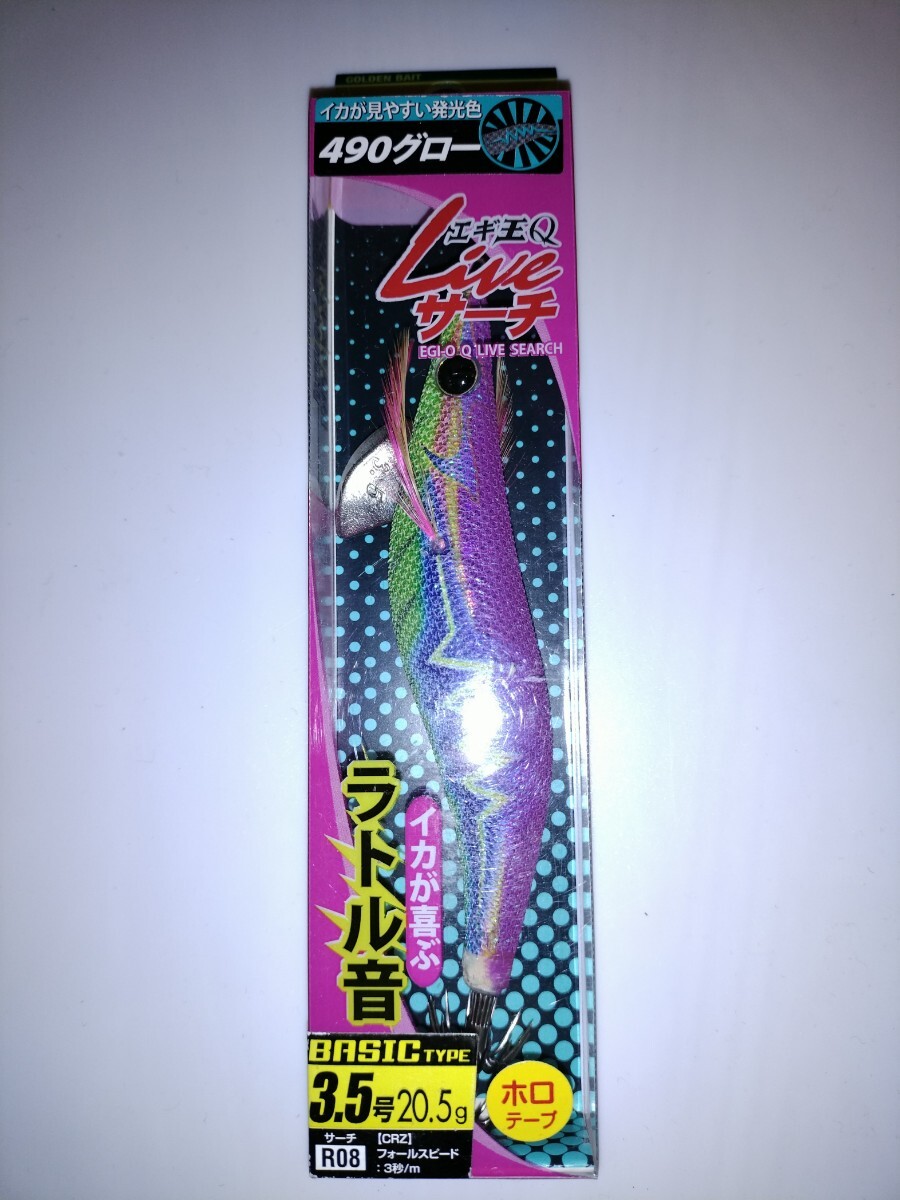 GOLDEN BAIT
イカが見やすい発光色
490グロー
エギ王Q
Live
サーチ
EGI-O Q LIVE SEARCH
3.5
イカが喜ぶ
ラトル音
BASIC TYPE
3.5号 20.5g
ホロ
テープ
サーチ
R08
【CRZ】
フォールスピード
:3秒/m